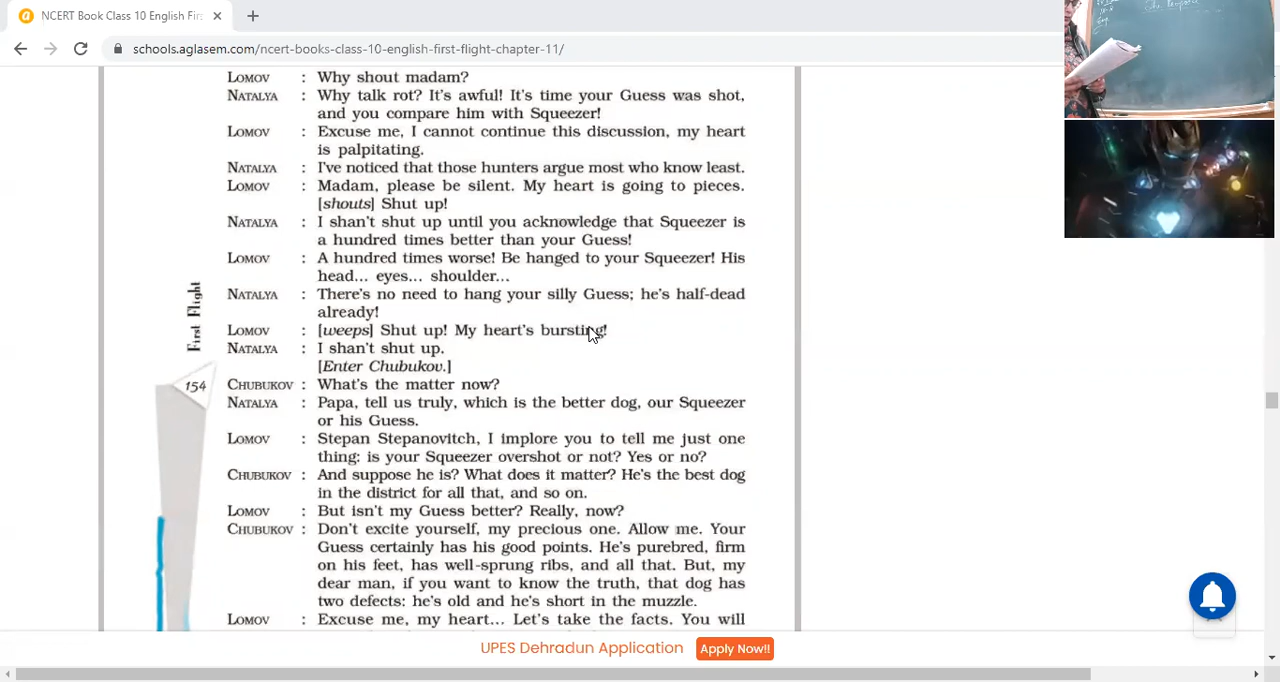 NCERT Book Class 10 English Firs
schools.aglasem.com/ncert-books-class-10-english-first-flight-chapter-11/
LOMOV : Why shout madam?
NATALYA : Why talk rot? It's awful! It's time your Guess was shot,
and you compare him with Squeezer!
LOMOV : Excuse me, I cannot continue this discussion, my heart
is palpitating.
NATALYA : I've noticed that those hunters argue most who know least.
LOMOV : Madam, please be silent. My heart is going to pieces.
[shouts] Shut up!
NATALYA : I shan't shut up until you acknowledge that Squeezer is
a hundred times better than your Guess!
LOMOV : A hundred times worse! Be hanged to your Squeezer! His
head... eyes... shoulder...
NATALYA : There's no need to hang your silly Guess; he's half-dead
already!
LOMOV : [weeps] Shut up! My heart's bursting!
NATALYA : I shan't shut up.
[Enter Chubukov.]
CHUBUKOV : What's the matter now?
NATALYA : Papa, tell us truly, which is the better dog, our Squeezer
or his Guess.
LOMOV : Stepan Stepanovitch, I implore you to tell me just one
thing: is your Squeezer overshot or not? Yes or no?
CHUBUKOV : And suppose he is? What does it matter? He's the best dog
in the district for all that, and so on.
LOMOV : But isn't my Guess better? Really, now?
CHUBUKOV : Don't excite yourself, my precious one. Allow me. Your
Guess certainly has his good points. He's purebred, firm
on his feet, has well-sprung ribs, and all that. But, my
dear man, if you want to know the truth, that dog has
two defects: he's old and he's short in the muzzle.
LOMOV : Excuse me, my heart... Let's take the facts. You will
First Flight
154
UPES Dehradun Application Apply Now!!